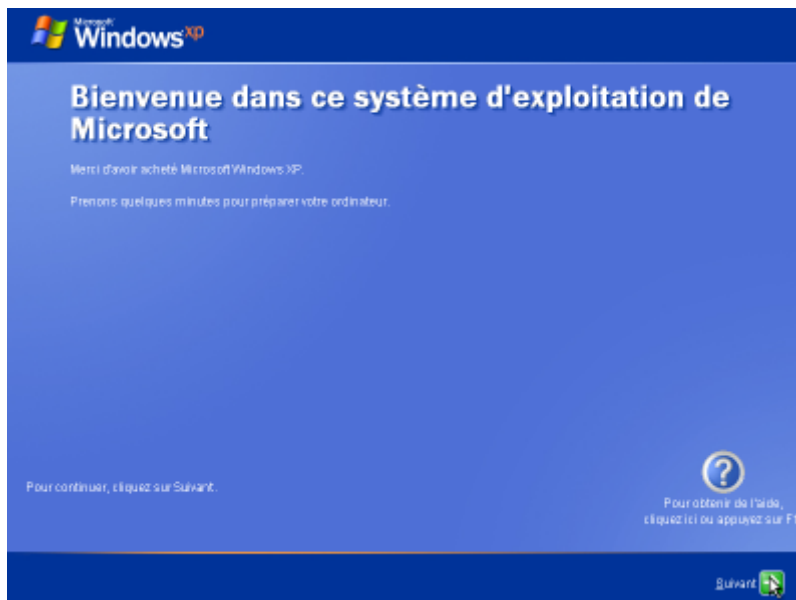 Microsoft
Windows xp
Bienvenue dans ce système d'exploitation de
Microsoft
Merci d'avoir acheté Microsoft Windows XP.
Prenons quelques minutes pour préparer votre ordinateur.
Pour continuer, cliquez sur Suivant.
?
Pour obtenir de l'aide,
cliquez ici ou appuyez sur F1
Suivant